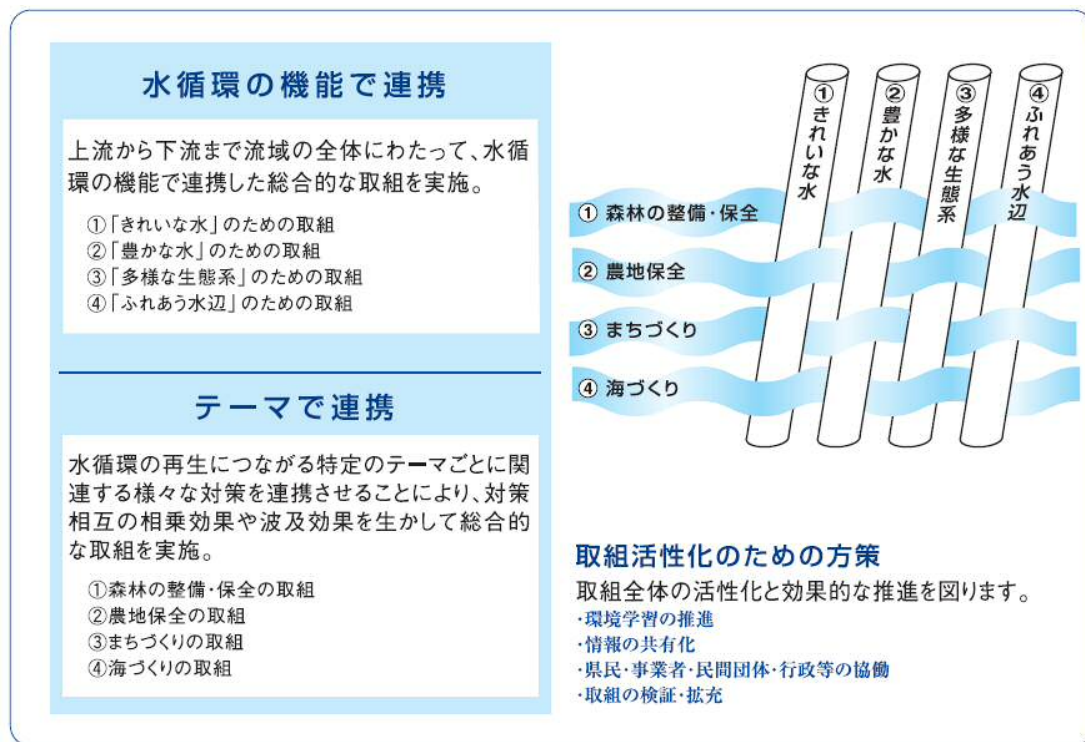 水循環の機能で連携
上流から下流まで流域の全体にわたって、水循
環の機能で連携した総合的な取組を実施。
①「きれいな水」のための取組
②「豊かな水」のための取組
③「多様な生態系」のための取組
④「ふれあう水辺」のための取組
テーマで連携
水循環の再生につながる特定のテーマごとに関
連する様々な対策を連携させることにより、対策
相互の相乗効果や波及効果を生かして総合的
な取組を実施。
①森林の整備・保全の取組
②農地保全の取組
③まちづくりの取組
④海づくりの取組
①きれいな水
②豊かな水
③多様な生態系
④ふれあう水辺
①森林の整備・保全
②農地保全
③まちづくり
④海づくり
取組活性化のための方策
取組全体の活性化と効果的な推進を図ります。
・環境学習の推進
・情報の共有化
・県民・事業者・民間団体・行政等の協働
・取組の検証・拡充